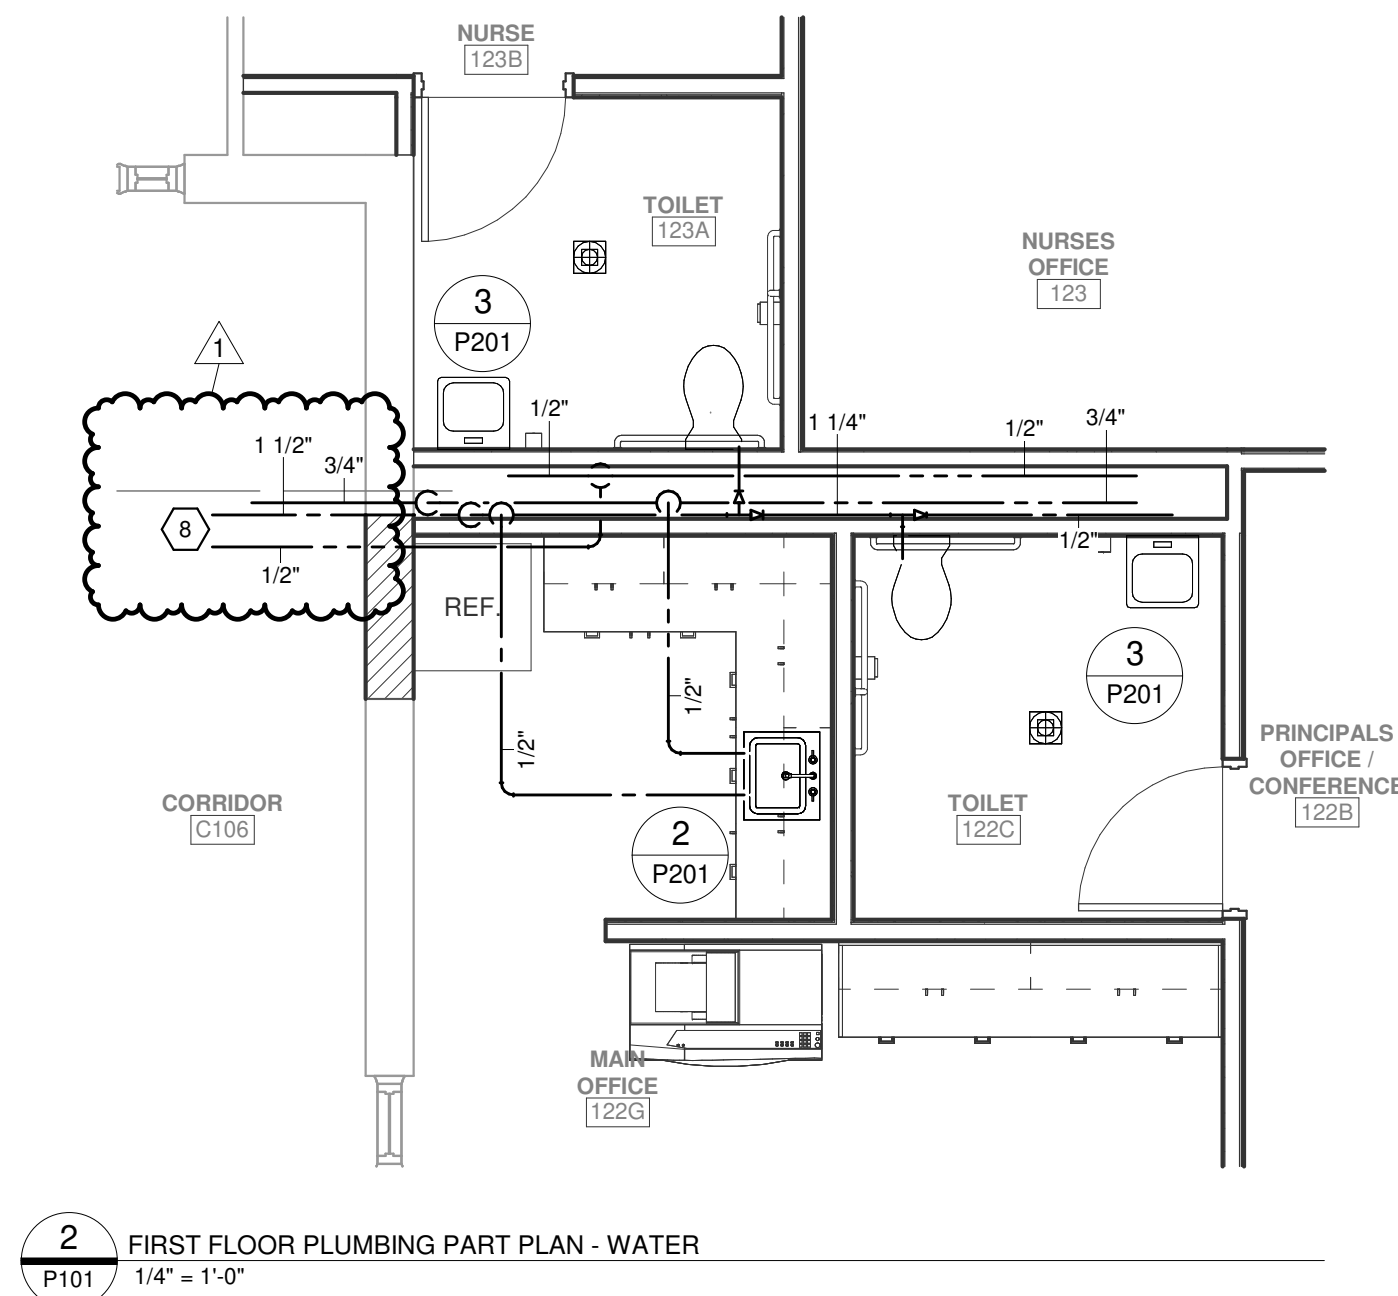 NURSE
123B
TOILET
123A
NURSES
OFFICE
123
3
P201
1
1/2"
1 1/4"
1/2"
3/4"
1 1/2"
3/4"
8
1/2"
1/2"
REF.
3
P201
1/2"
1/2"
PRINCIPALS
OFFICE /
CONFERENCE
122B
CORRIDOR
C106
TOILET
122C
2
P201
MAIN
OFFICE
122G
2
P101
FIRST FLOOR PLUMBING PART PLAN - WATER
1/4" = 1'-0"